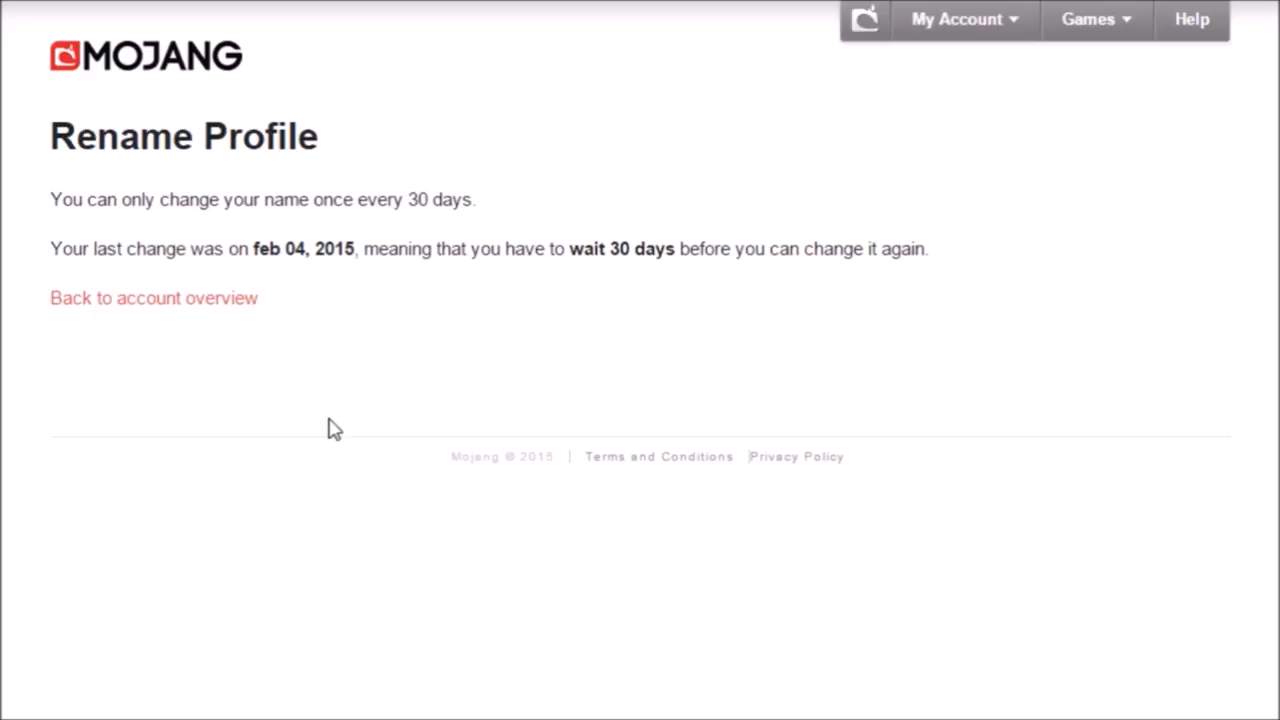 My Account
Games
Help
MOJANG
Rename Profile
You can only change your name once every 30 days.
Your last change was on feb 04, 2015, meaning that you have to wait 30 days before you can change it again.
Back to account overview
Mojang © 2015 | Terms and Conditions | Privacy Policy